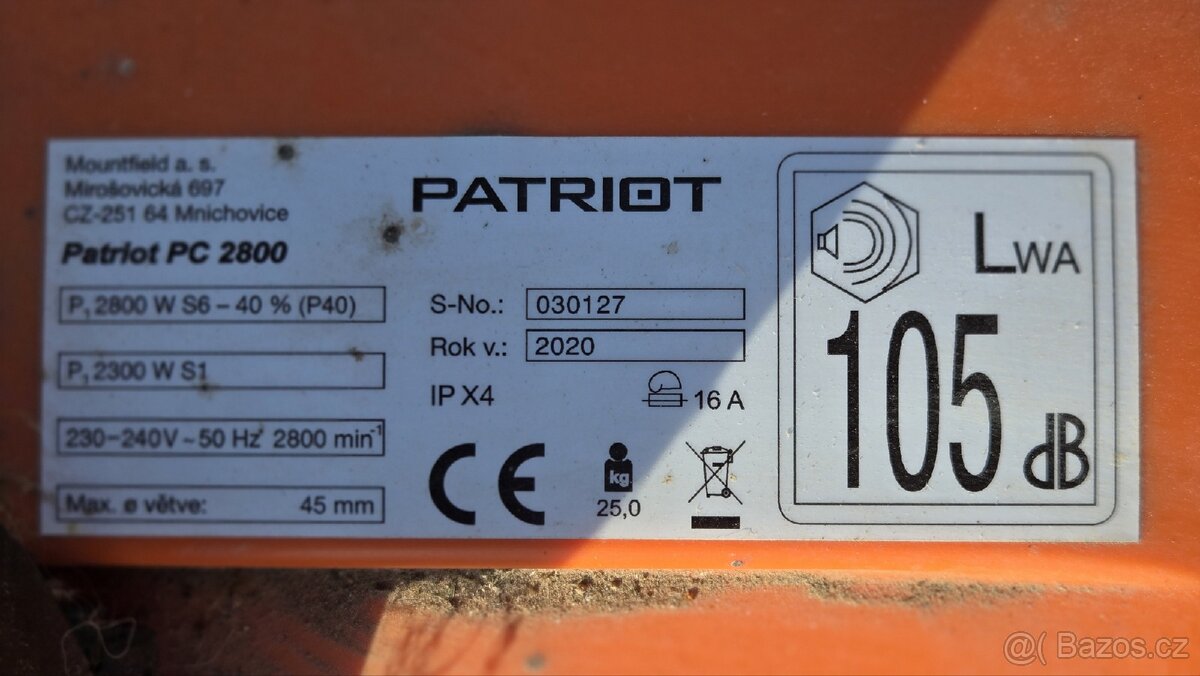 Mountfield a. s.
Mirošovická 697
CZ-251 64 Mnichovice
Patriot PC 2800
P₁ 2800 W S6 – 40 % (P40)
P₁ 2300 W S1
230–240V ~ 50 Hz 2800 min⁻¹
Max. ø větve: 45 mm
PATRIOT
S-No.: 030127
Rok v.: 2020
IP X4 16 A
CE
kg
25,0
LWA
105
dB
@( Bazos.cz